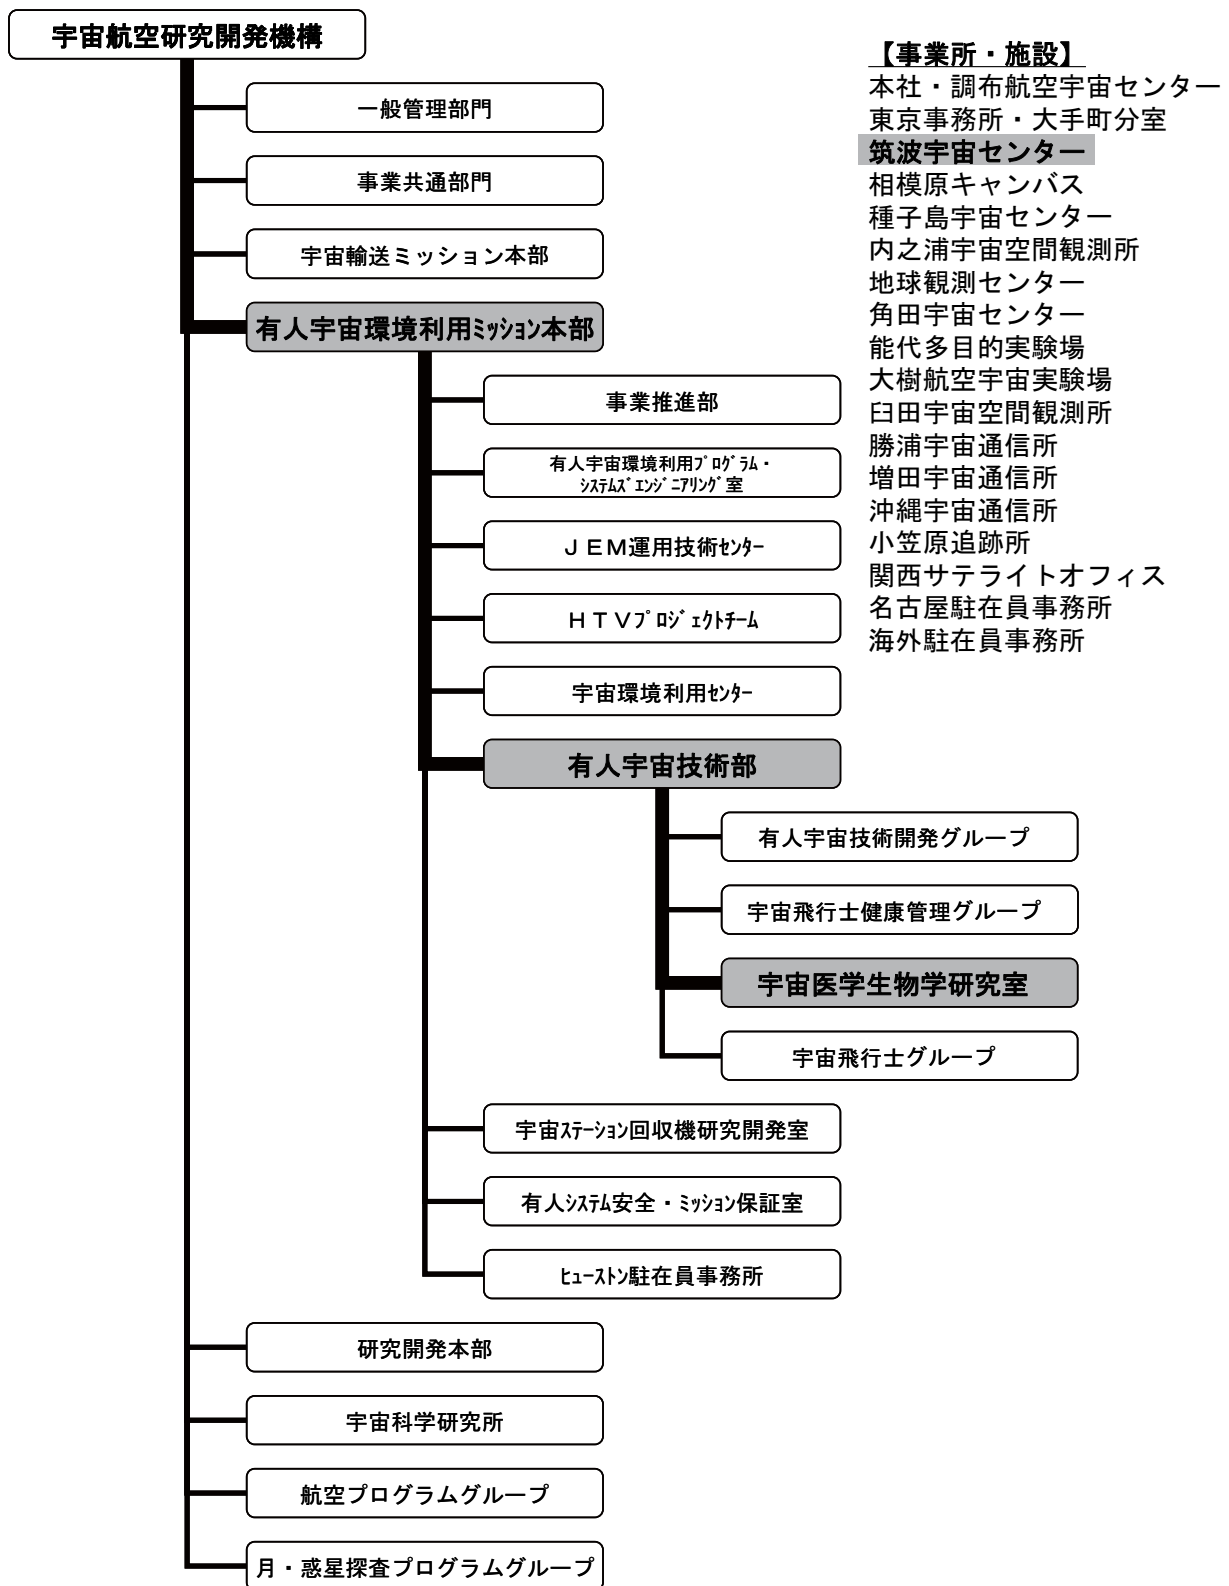 宇宙航空研究開発機構
一般管理部門
事業共通部門
宇宙輸送ミッション本部
有人宇宙環境利用ﾐｯｼｮﾝ本部
事業推進部
有人宇宙環境利用ﾌﾟﾛｸﾞﾗﾑ・
ｼｽﾃﾑｽﾞｴﾝｼﾞﾆｱﾘﾝｸﾞ室
ＪＥＭ運用技術ｾﾝﾀｰ
ＨＴＶﾌﾟﾛｼﾞｪｸﾄﾁｰﾑ
宇宙環境利用ｾﾝﾀｰ
有人宇宙技術部
有人宇宙技術開発グループ
宇宙飛行士健康管理グループ
宇宙医学生物学研究室
宇宙飛行士グループ
宇宙ｽﾃｰｼｮﾝ回収機研究開発室
有人ｼｽﾃﾑ安全・ﾐｯｼｮﾝ保証室
ﾋｭｰｽﾄﾝ駐在員事務所
研究開発本部
宇宙科学研究所
航空プログラムグループ
月・惑星探査プログラムグループ
【事業所・施設】
本社・調布航空宇宙センター
東京事務所・大手町分室
筑波宇宙センター
相模原キャンパス
種子島宇宙センター
内之浦宇宙空間観測所
地球観測センター
角田宇宙センター
能代多目的実験場
大樹航空宇宙実験場
臼田宇宙空間観測所
勝浦宇宙通信所
増田宇宙通信所
沖縄宇宙通信所
小笠原追跡所
関西サテライトオフィス
名古屋駐在員事務所
海外駐在員事務所